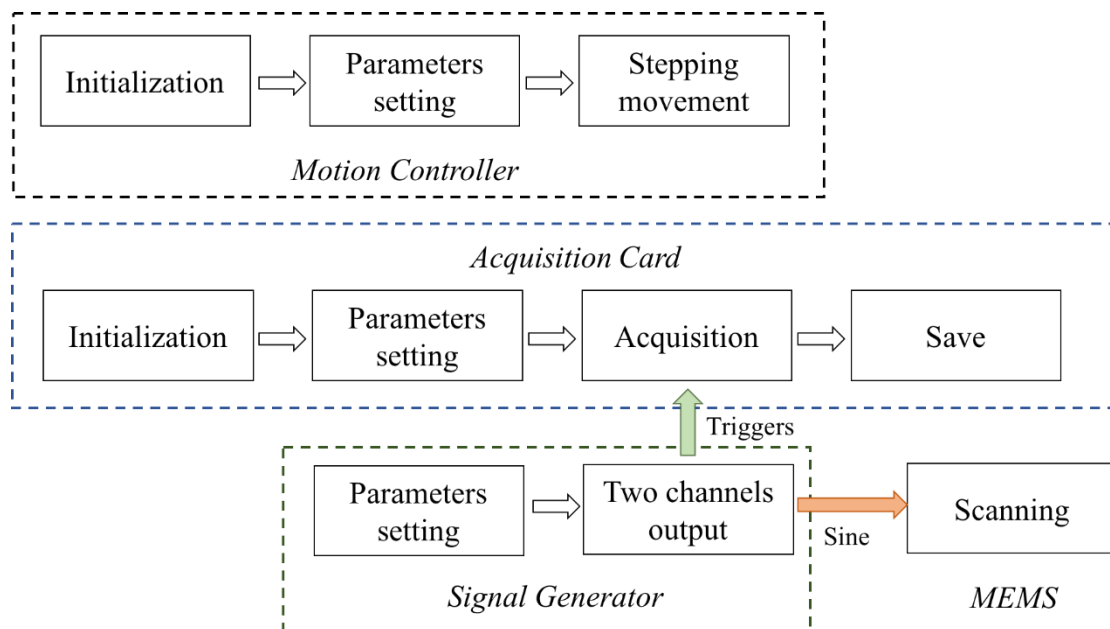 Initialization
Parameters
setting
Stepping
movement
Motion Controller
Acquisition Card
Initialization
Parameters
setting
Acquisition
Save
Triggers
Parameters
setting
Two channels
output
Sine
Scanning
Signal Generator
MEMS